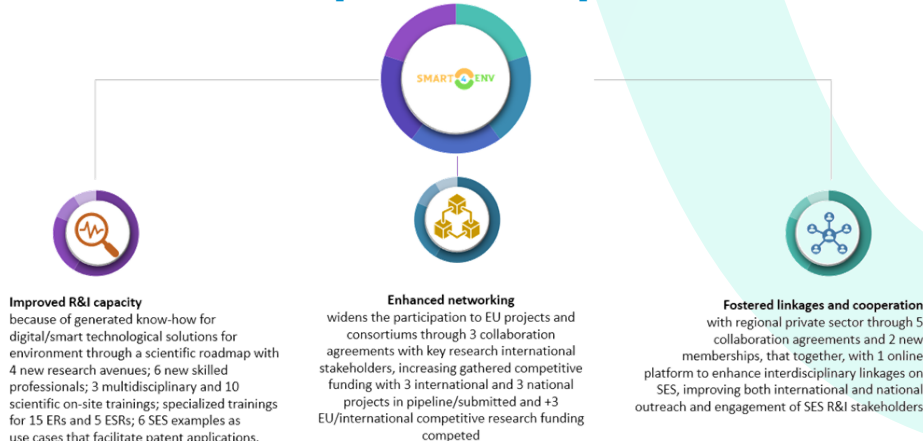 SMART4ENV
Improved R&I capacity
because of generated know-how for
digital/smart technological solutions for
environment through a scientific roadmap with
4 new research avenues; 6 new skilled
professionals; 3 multidisciplinary and 10
scientific on-site trainings; specialized trainings
for 15 ERs and 5 ESRs; 6 SES examples as
use cases that facilitate patent applications.
Enhanced networking
widens the participation to EU projects and
consortiums through 3 collaboration
agreements with key research international
stakeholders, increasing gathered competitive
funding with 3 international and 3 national
projects in pipeline/submitted and +3
EU/international competitive research funding
competed
Fostered linkages and cooperation
with regional private sector through 5
collaboration agreements and 2 new
memberships, that together, with 1 online
platform to enhance interdisciplinary linkages on
SES, improving both international and national
outreach and engagement of SES R&I stakeholders